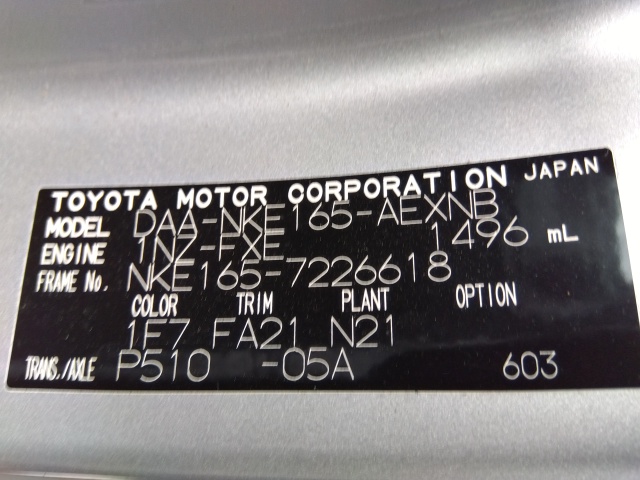 TOYOTA MOTOR CORPORATION JAPAN
MODEL DAA-NKE165-AEXNB
ENGINE 1NZ-FXE 1496 mL
FRAME No. NKE165-7226618
COLOR TRIM PLANT OPTION
1F7 FA21 N21
TRANS./AXLE P510 -05A 603